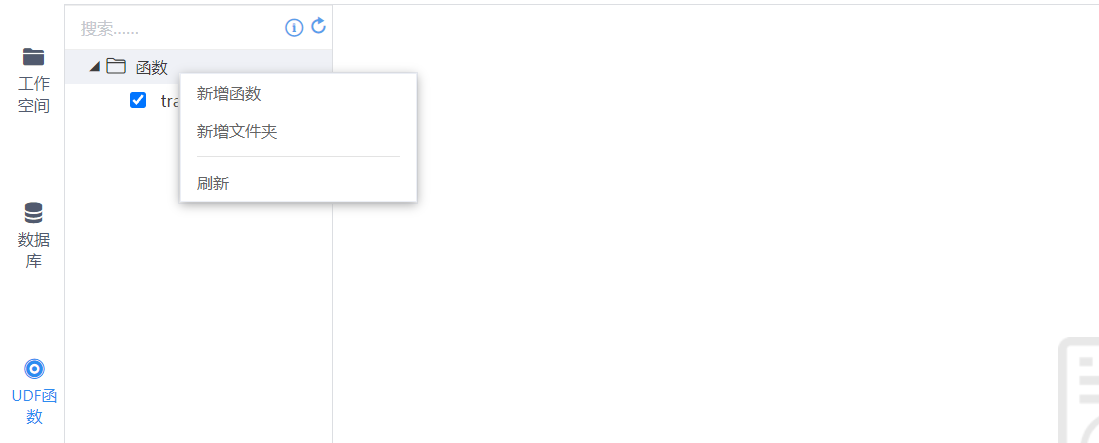 搜索......
工作
空间
函数
新增函数
新增文件夹
刷新
数据
库
UDF函
数